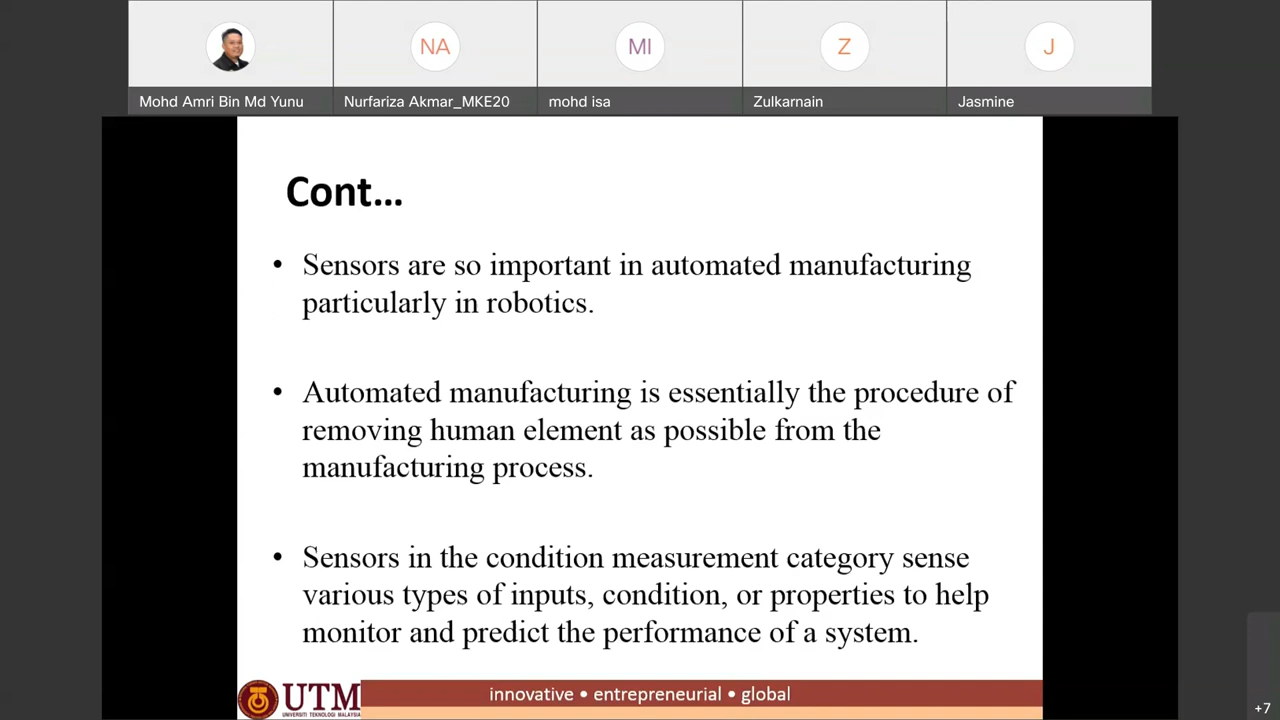 NA
MI
Z
J
Mohd Amri Bin Md Yunu
Nurfariza Akmar_MKE20
mohd isa
Zulkarnain
Jasmine
Cont...
• Sensors are so important in automated manufacturing
particularly in robotics.
• Automated manufacturing is essentially the procedure of
removing human element as possible from the
manufacturing process.
• Sensors in the condition measurement category sense
various types of inputs, condition, or properties to help
monitor and predict the performance of a system.
UTM
UNIVERSITI TEKNOLOGI MALAYSIA
innovative • entrepreneurial • global
+7